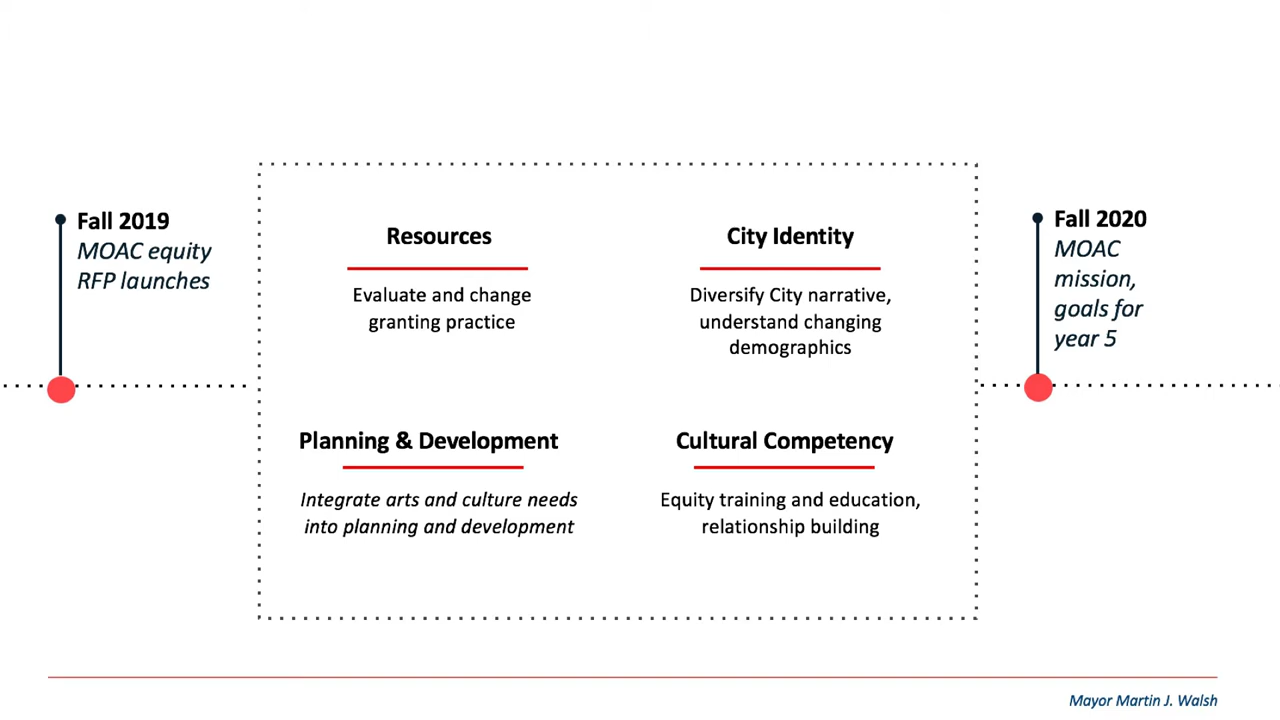 Fall 2019
MOAC equity
RFP launches
Resources
Evaluate and change
granting practice
City Identity
Diversify City narrative,
understand changing
demographics
Planning & Development
Integrate arts and culture needs
into planning and development
Cultural Competency
Equity training and education,
relationship building
Fall 2020
MOAC
mission,
goals for
year 5
Mayor Martin J. Walsh